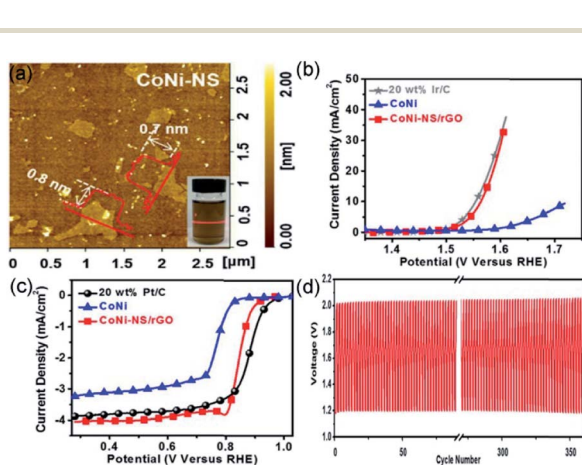 (a)
CoNi-NS
0.7 nm
0.8 nm
2.5
2
1.5
1
0.5
0
2.00
[nm]
0.00
0 1 2 2.5
[µm]
(b)
50
40
30
20
10
0
Current Density (mA/cm²)
20 wt% Ir/C
CoNi
CoNi-NS/rGO
1.4 1.5 1.6 1.7
Potential (V Versus RHE)
(c)
0
-1
-2
-3
-4
Current Density (mA/cm²)
20 wt% Pt/C
CoNi
CoNi-NS/rGO
0.4 0.6 0.8 1.0
Potential (V Versus RHE)
(d)
2.2
2.0
1.8
1.6
1.4
1.2
1.0
Voltage (V)
0 50 300 350
Cycle Number